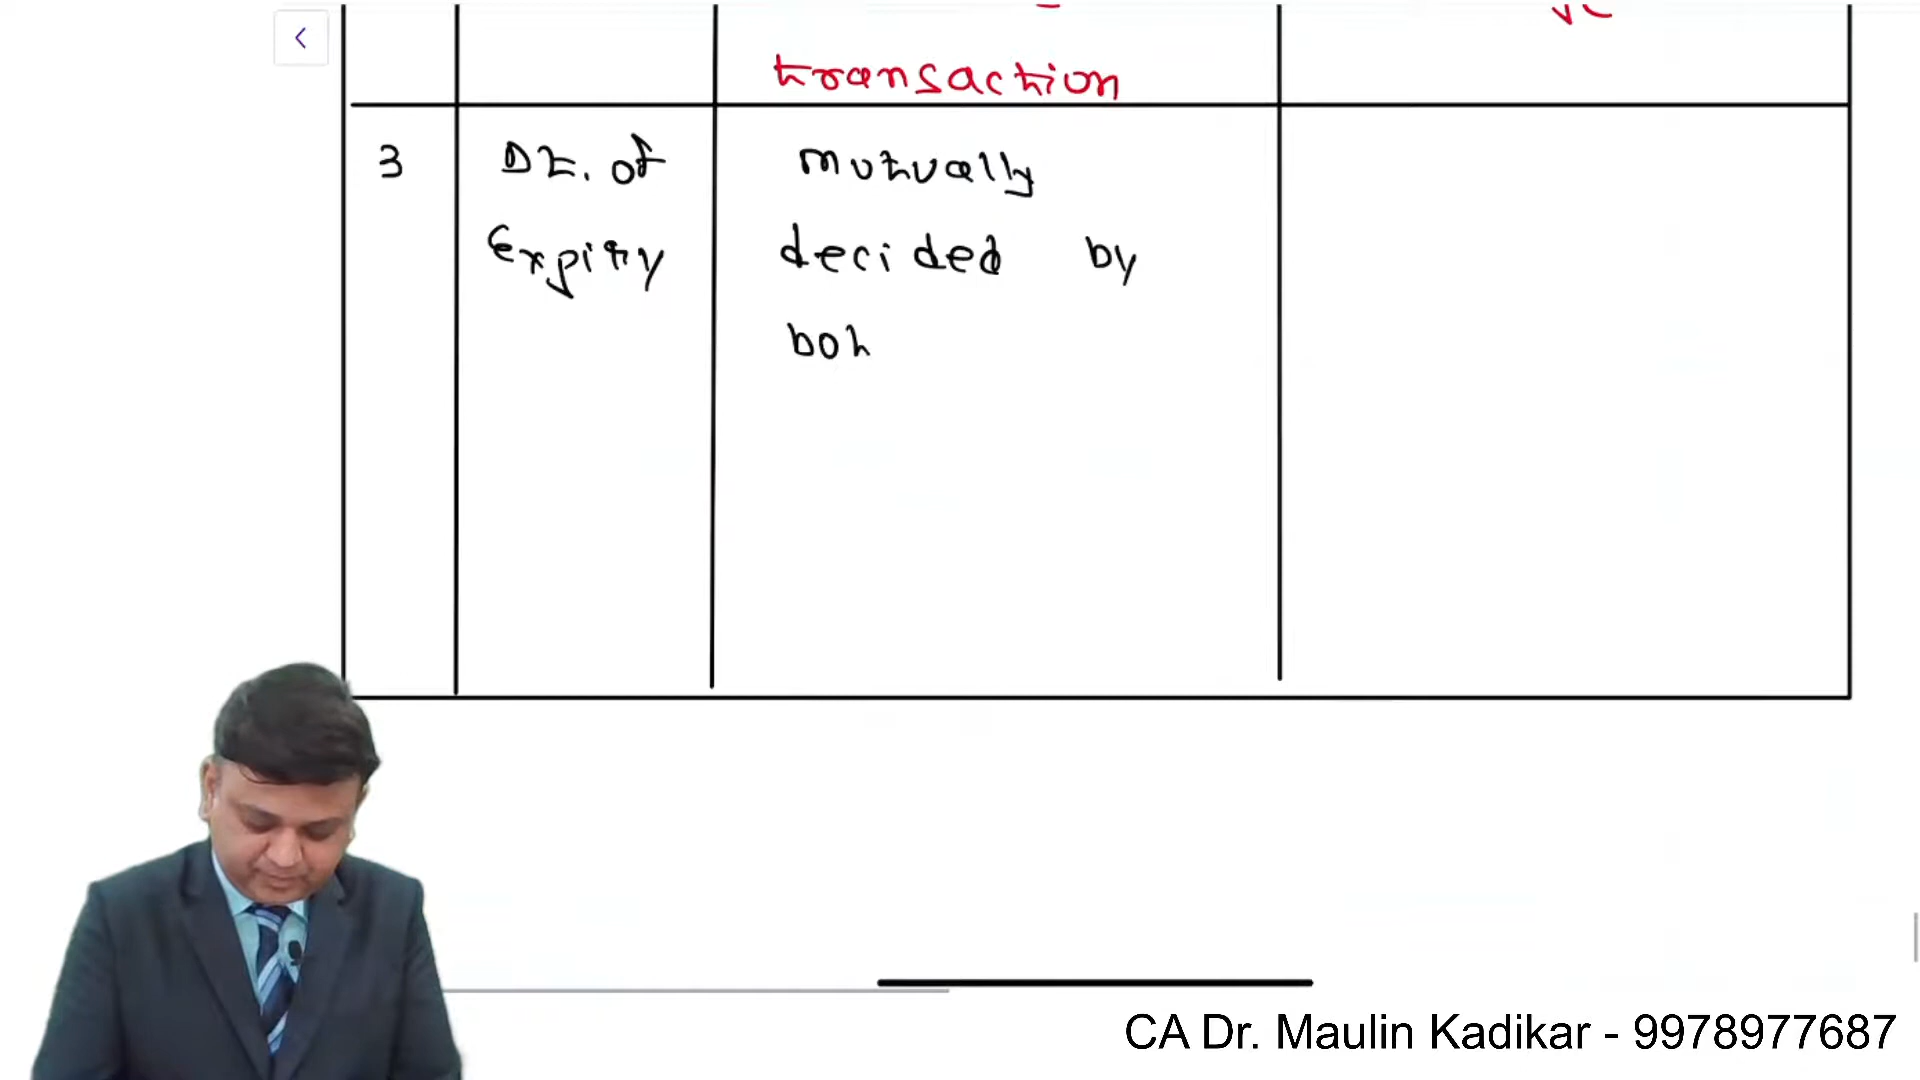 transaction
3 Dt. of mutually
Expiry decided by
boh
CA Dr. Maulin Kadikar - 9978977687